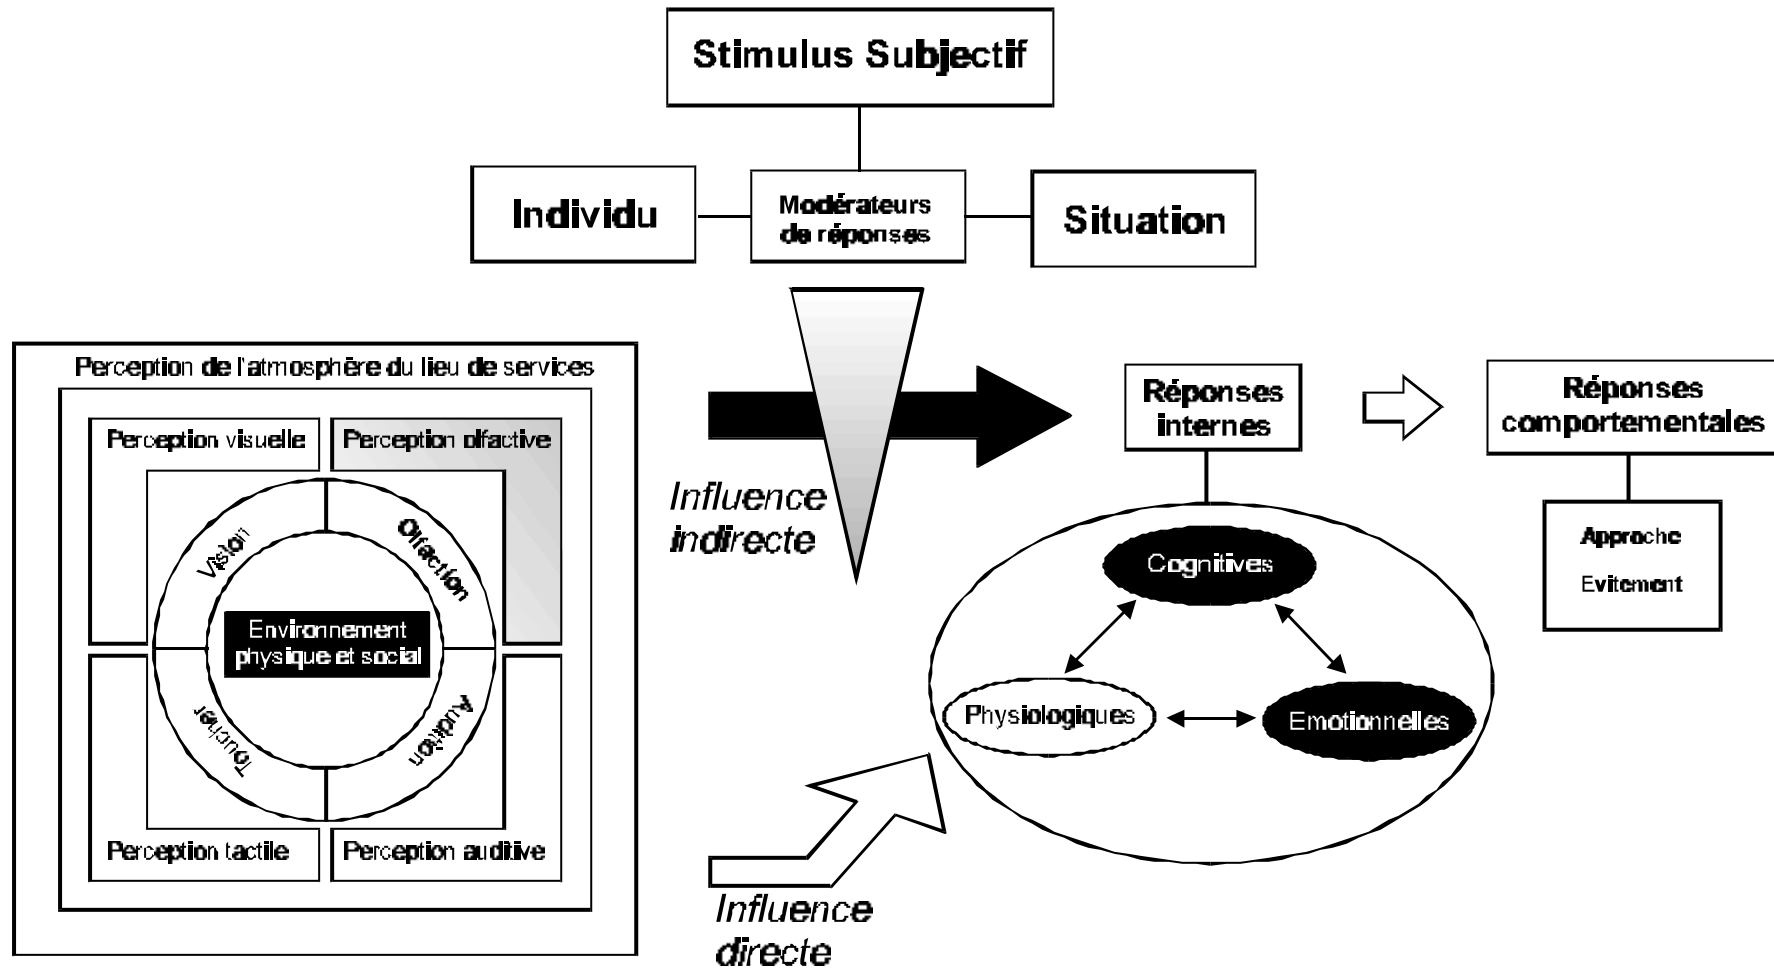 Stimulus Subjectif
Individu
Modérateurs
de réponses
Situation
Perception de l'atmosphère du lieu de services
Perception visuelle
Perception olfactive
Vision
Olfaction
Environnement
physique et social
Toucher
Audition
Perception tactile
Perception auditive
Influence
indirecte
Influence
directe
Réponses
internes
Cognitives
Physiologiques
Emotionnelles
Réponses
comportementales
Approche
Evitement